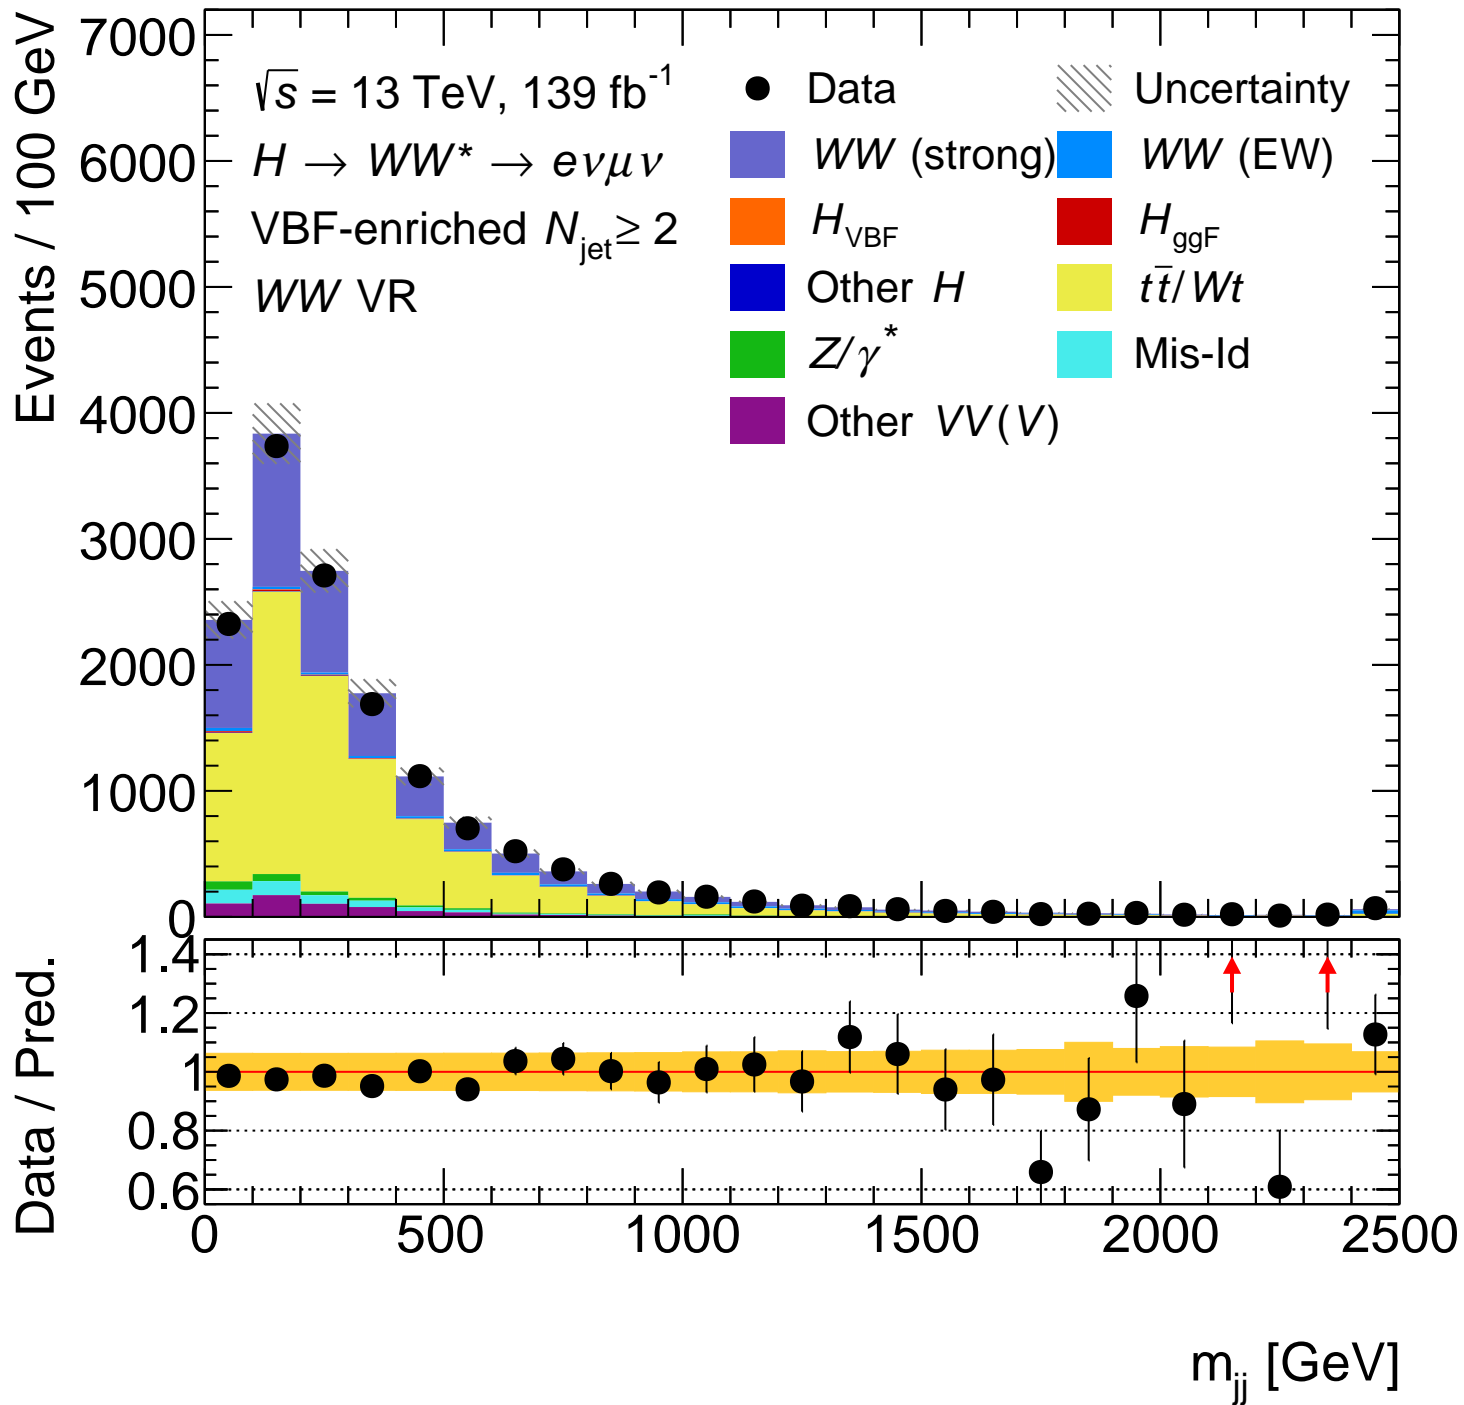 Events / 100 GeV
7000
6000
5000
4000
3000
2000
1000
0
√s = 13 TeV, 139 fb⁻¹
H → WW* → eνμν
VBF-enriched N_jet ≥ 2
WW VR
Data
Uncertainty
WW (strong)
WW (EW)
H_VBF
H_ggF
Other H
tt̄/Wt
Z/γ*
Mis-Id
Other VV(V)
Data / Pred.
1.4
1.2
1
0.8
0.6
0 500 1000 1500 2000 2500
m_jj [GeV]